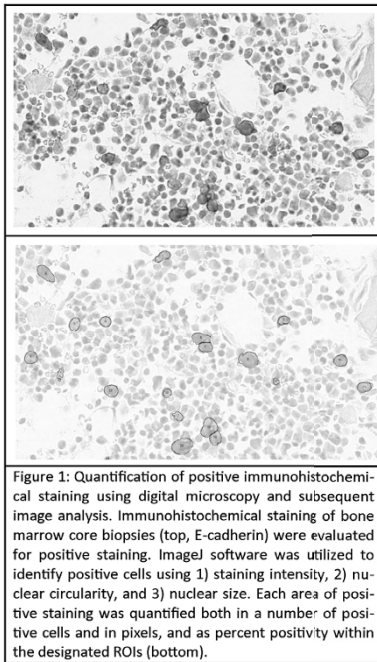 Figure 1: Quantification of positive immunohistochemi-
cal staining using digital microscopy and subsequent
image analysis. Immunohistochemical staining of bone
marrow core biopsies (top, E-cadherin) were evaluated
for positive staining. ImageJ software was utilized to
identify positive cells using 1) staining intensity, 2) nu-
clear circularity, and 3) nuclear size. Each area of posi-
tive staining was quantified both in a number of posi-
tive cells and in pixels, and as percent positivity within
the designated ROIs (bottom).